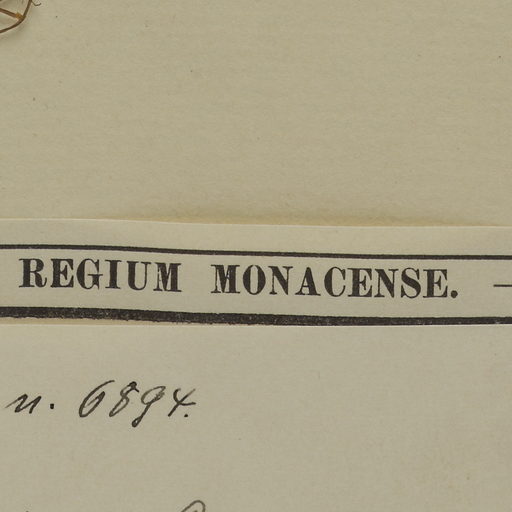 REGIUM MONACENSE. —
n. 6894.